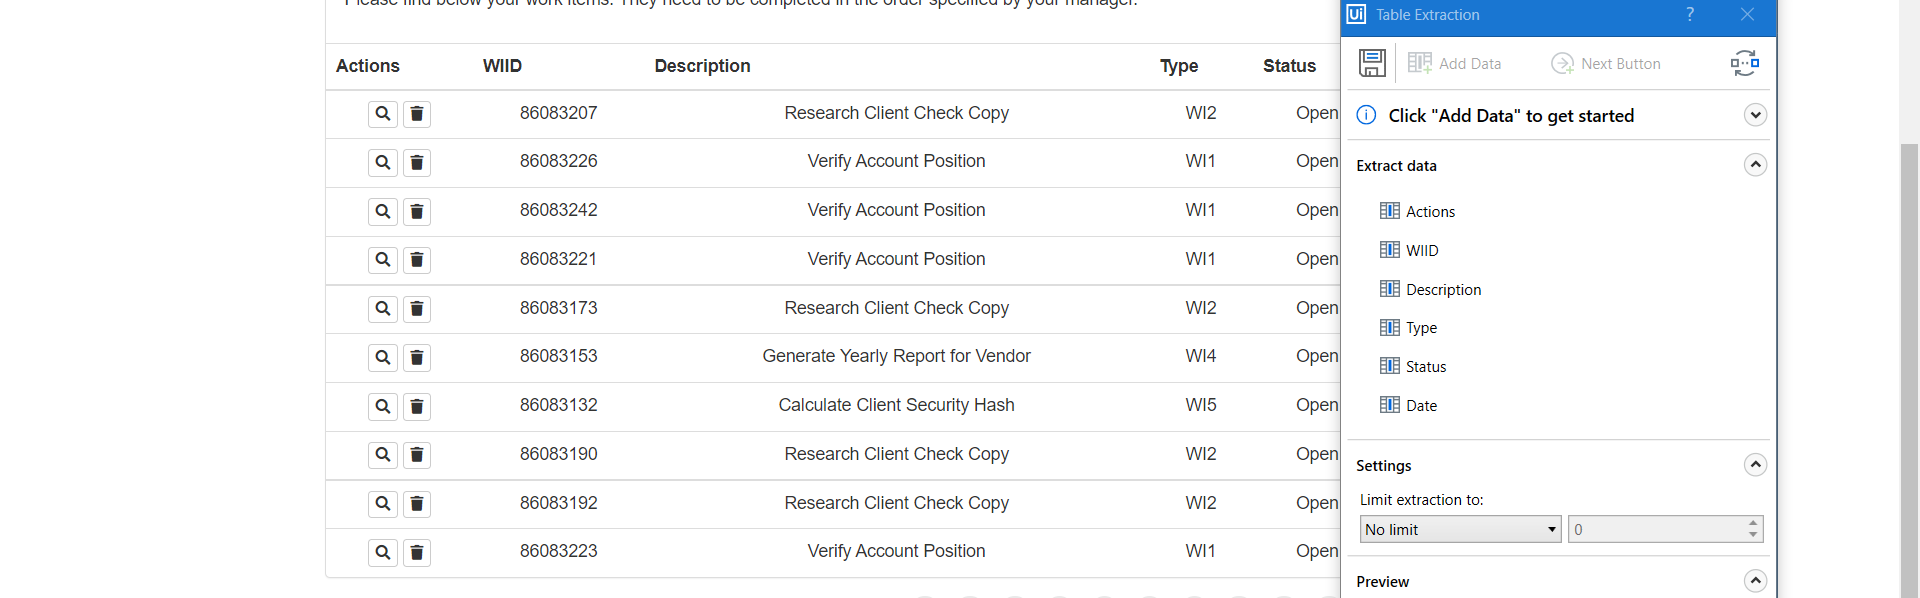 Please find below your work items. They need to be completed in the order specified by your manager.
Actions WIID Description Type Status
86083207 Research Client Check Copy WI2 Open
86083226 Verify Account Position WI1 Open
86083242 Verify Account Position WI1 Open
86083221 Verify Account Position WI1 Open
86083173 Research Client Check Copy WI2 Open
86083153 Generate Yearly Report for Vendor WI4 Open
86083132 Calculate Client Security Hash WI5 Open
86083190 Research Client Check Copy WI2 Open
86083192 Research Client Check Copy WI2 Open
86083223 Verify Account Position WI1 Open
Ui Table Extraction ?
Add Data Next Button
Click "Add Data" to get started
Extract data
Actions
WIID
Description
Type
Status
Date
Settings
Limit extraction to:
No limit 0
Preview